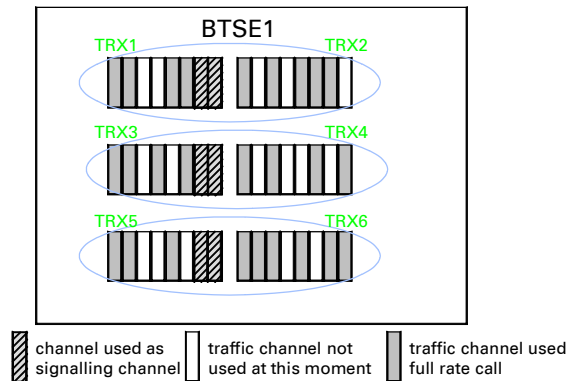 BTSE1
TRX1
TRX2
TRX3
TRX4
TRX5
TRX6
channel used as
signalling channel
traffic channel not
used at this moment
traffic channel used
full rate call